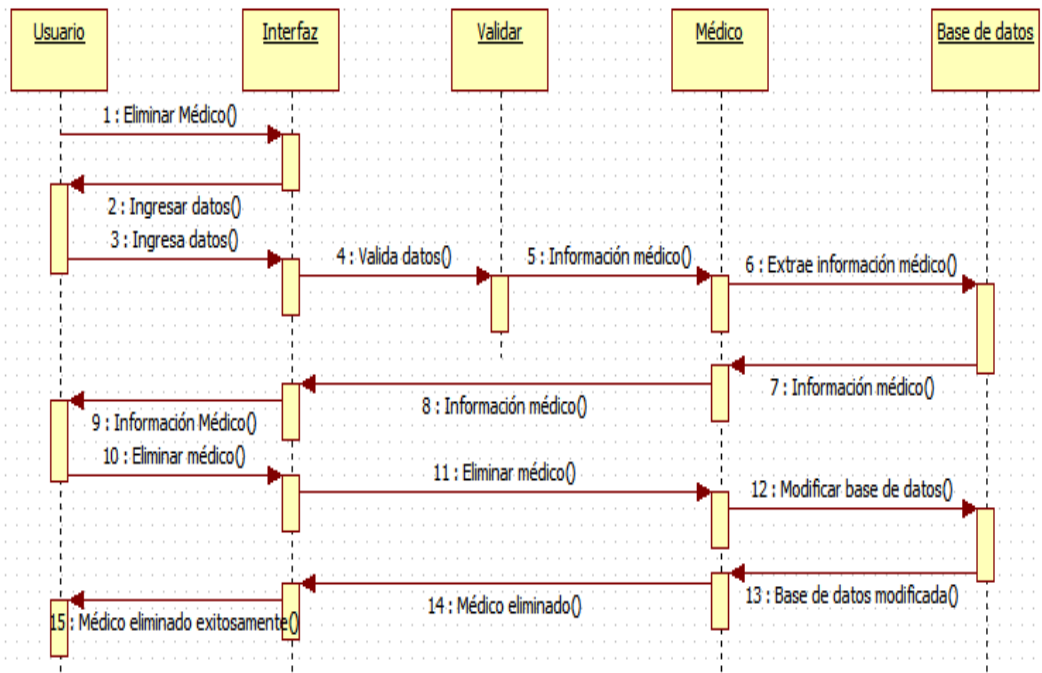 Usuario
Interfaz
Validar
Médico
Base de datos
1 : Eliminar Médico()
2 : Ingresar datos()
3 : Ingresa datos()
4 : Valida datos()
5 : Información médico()
6 : Extrae información médico()
7 : Información médico()
8 : Información médico()
9 : Información Médico()
10 : Eliminar médico()
11 : Eliminar médico()
12 : Modificar base de datos()
13 : Base de datos modificada()
14 : Médico eliminado()
15 : Médico eliminado exitosamente()